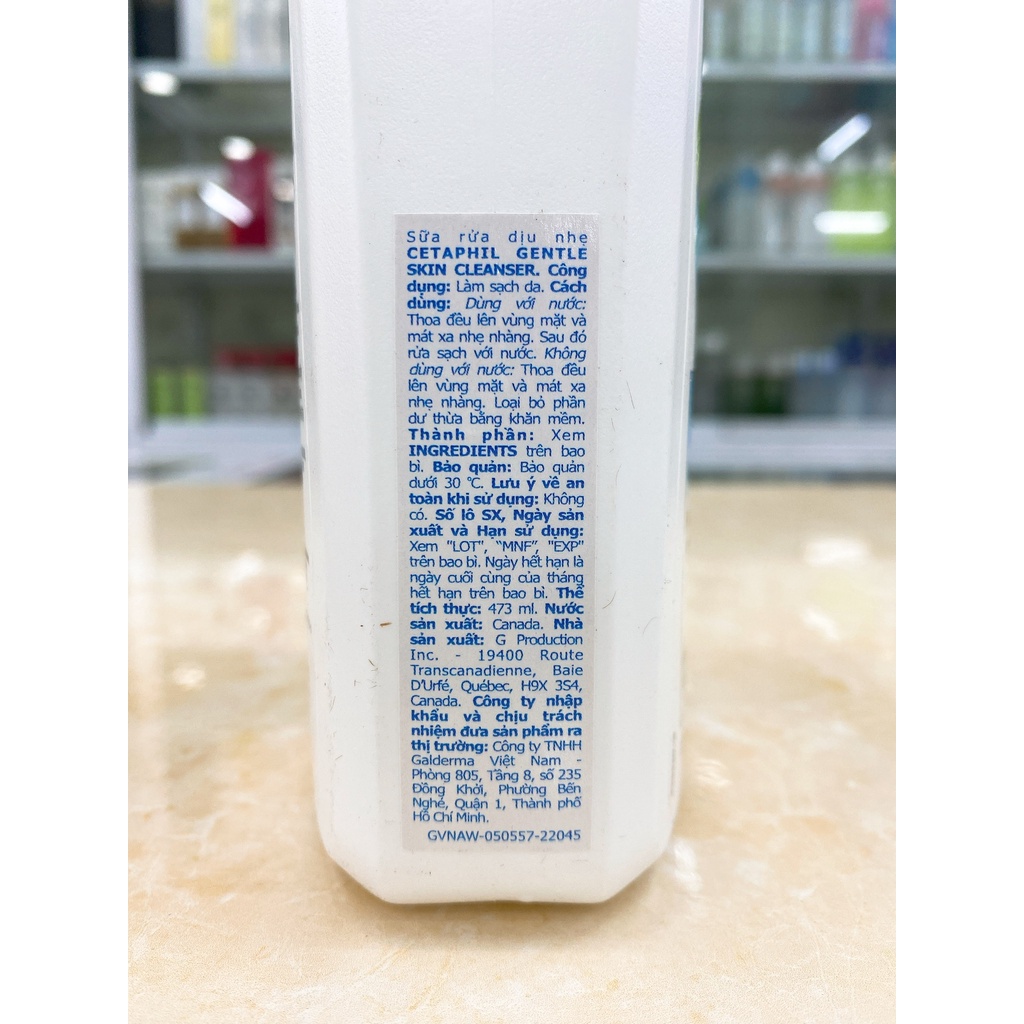 Sữa rửa dịu nhẹ
CETAPHIL GENTLE
SKIN CLEANSER. Công
dụng: Làm sạch da. Cách
dùng: Dùng với nước:
Thoa đều lên vùng mặt và
mát xa nhẹ nhàng. Sau đó
rửa sạch với nước. Không
dùng với nước: Thoa đều
lên vùng mặt và mát xa
nhẹ nhàng. Loại bỏ phần
dư thừa bằng khăn mềm.
Thành phần: Xem
INGREDIENTS trên bao
bì. Bảo quản: Bảo quản
dưới 30 °C. Lưu ý về an
toàn khi sử dụng: Không
có. Số lô SX, Ngày sản
xuất và Hạn sử dụng:
Xem "LOT", "MNF", "EXP"
trên bao bì. Ngày hết hạn là
ngày cuối cùng của tháng
hết hạn trên bao bì. Thể
tích thực: 473 ml. Nước
sản xuất: Canada. Nhà
sản xuất: G Production
Inc. - 19400 Route
Transcanadienne, Baie
D'Urfé, Québec, H9X 3S4,
Canada. Công ty nhập
khẩu và chịu trách
nhiệm đưa sản phẩm ra
thị trường: Công ty TNHH
Galderma Việt Nam -
Phòng 805, Tầng 8, số 235
Đồng Khởi, Phường Bến
Nghé, Quận 1, Thành phố
Hồ Chí Minh.
GVNAW-050557-22045